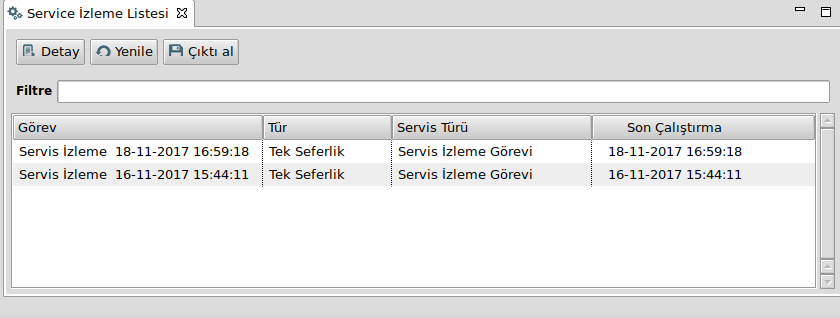 Service İzleme Listesi
Detay Yenile Çıktı al
Filtre
Görev Tür Servis Türü Son Çalıştırma
Servis İzleme 18-11-2017 16:59:18 Tek Seferlik Servis İzleme Görevi 18-11-2017 16:59:18
Servis İzleme 16-11-2017 15:44:11 Tek Seferlik Servis İzleme Görevi 16-11-2017 15:44:11